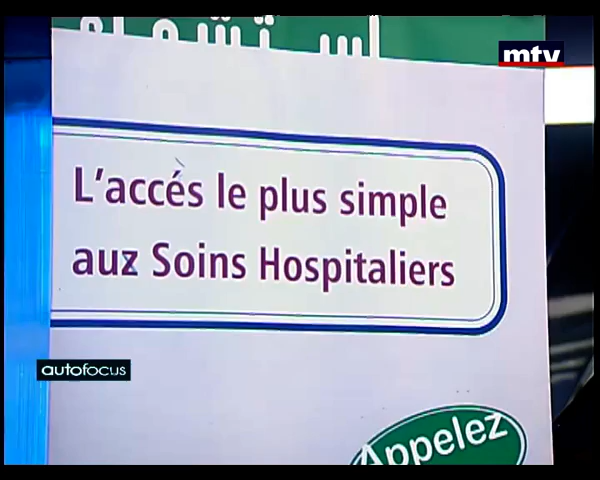 mtv
L'accés le plus simple
auz Soins Hospitaliers
autofocus
Appelez